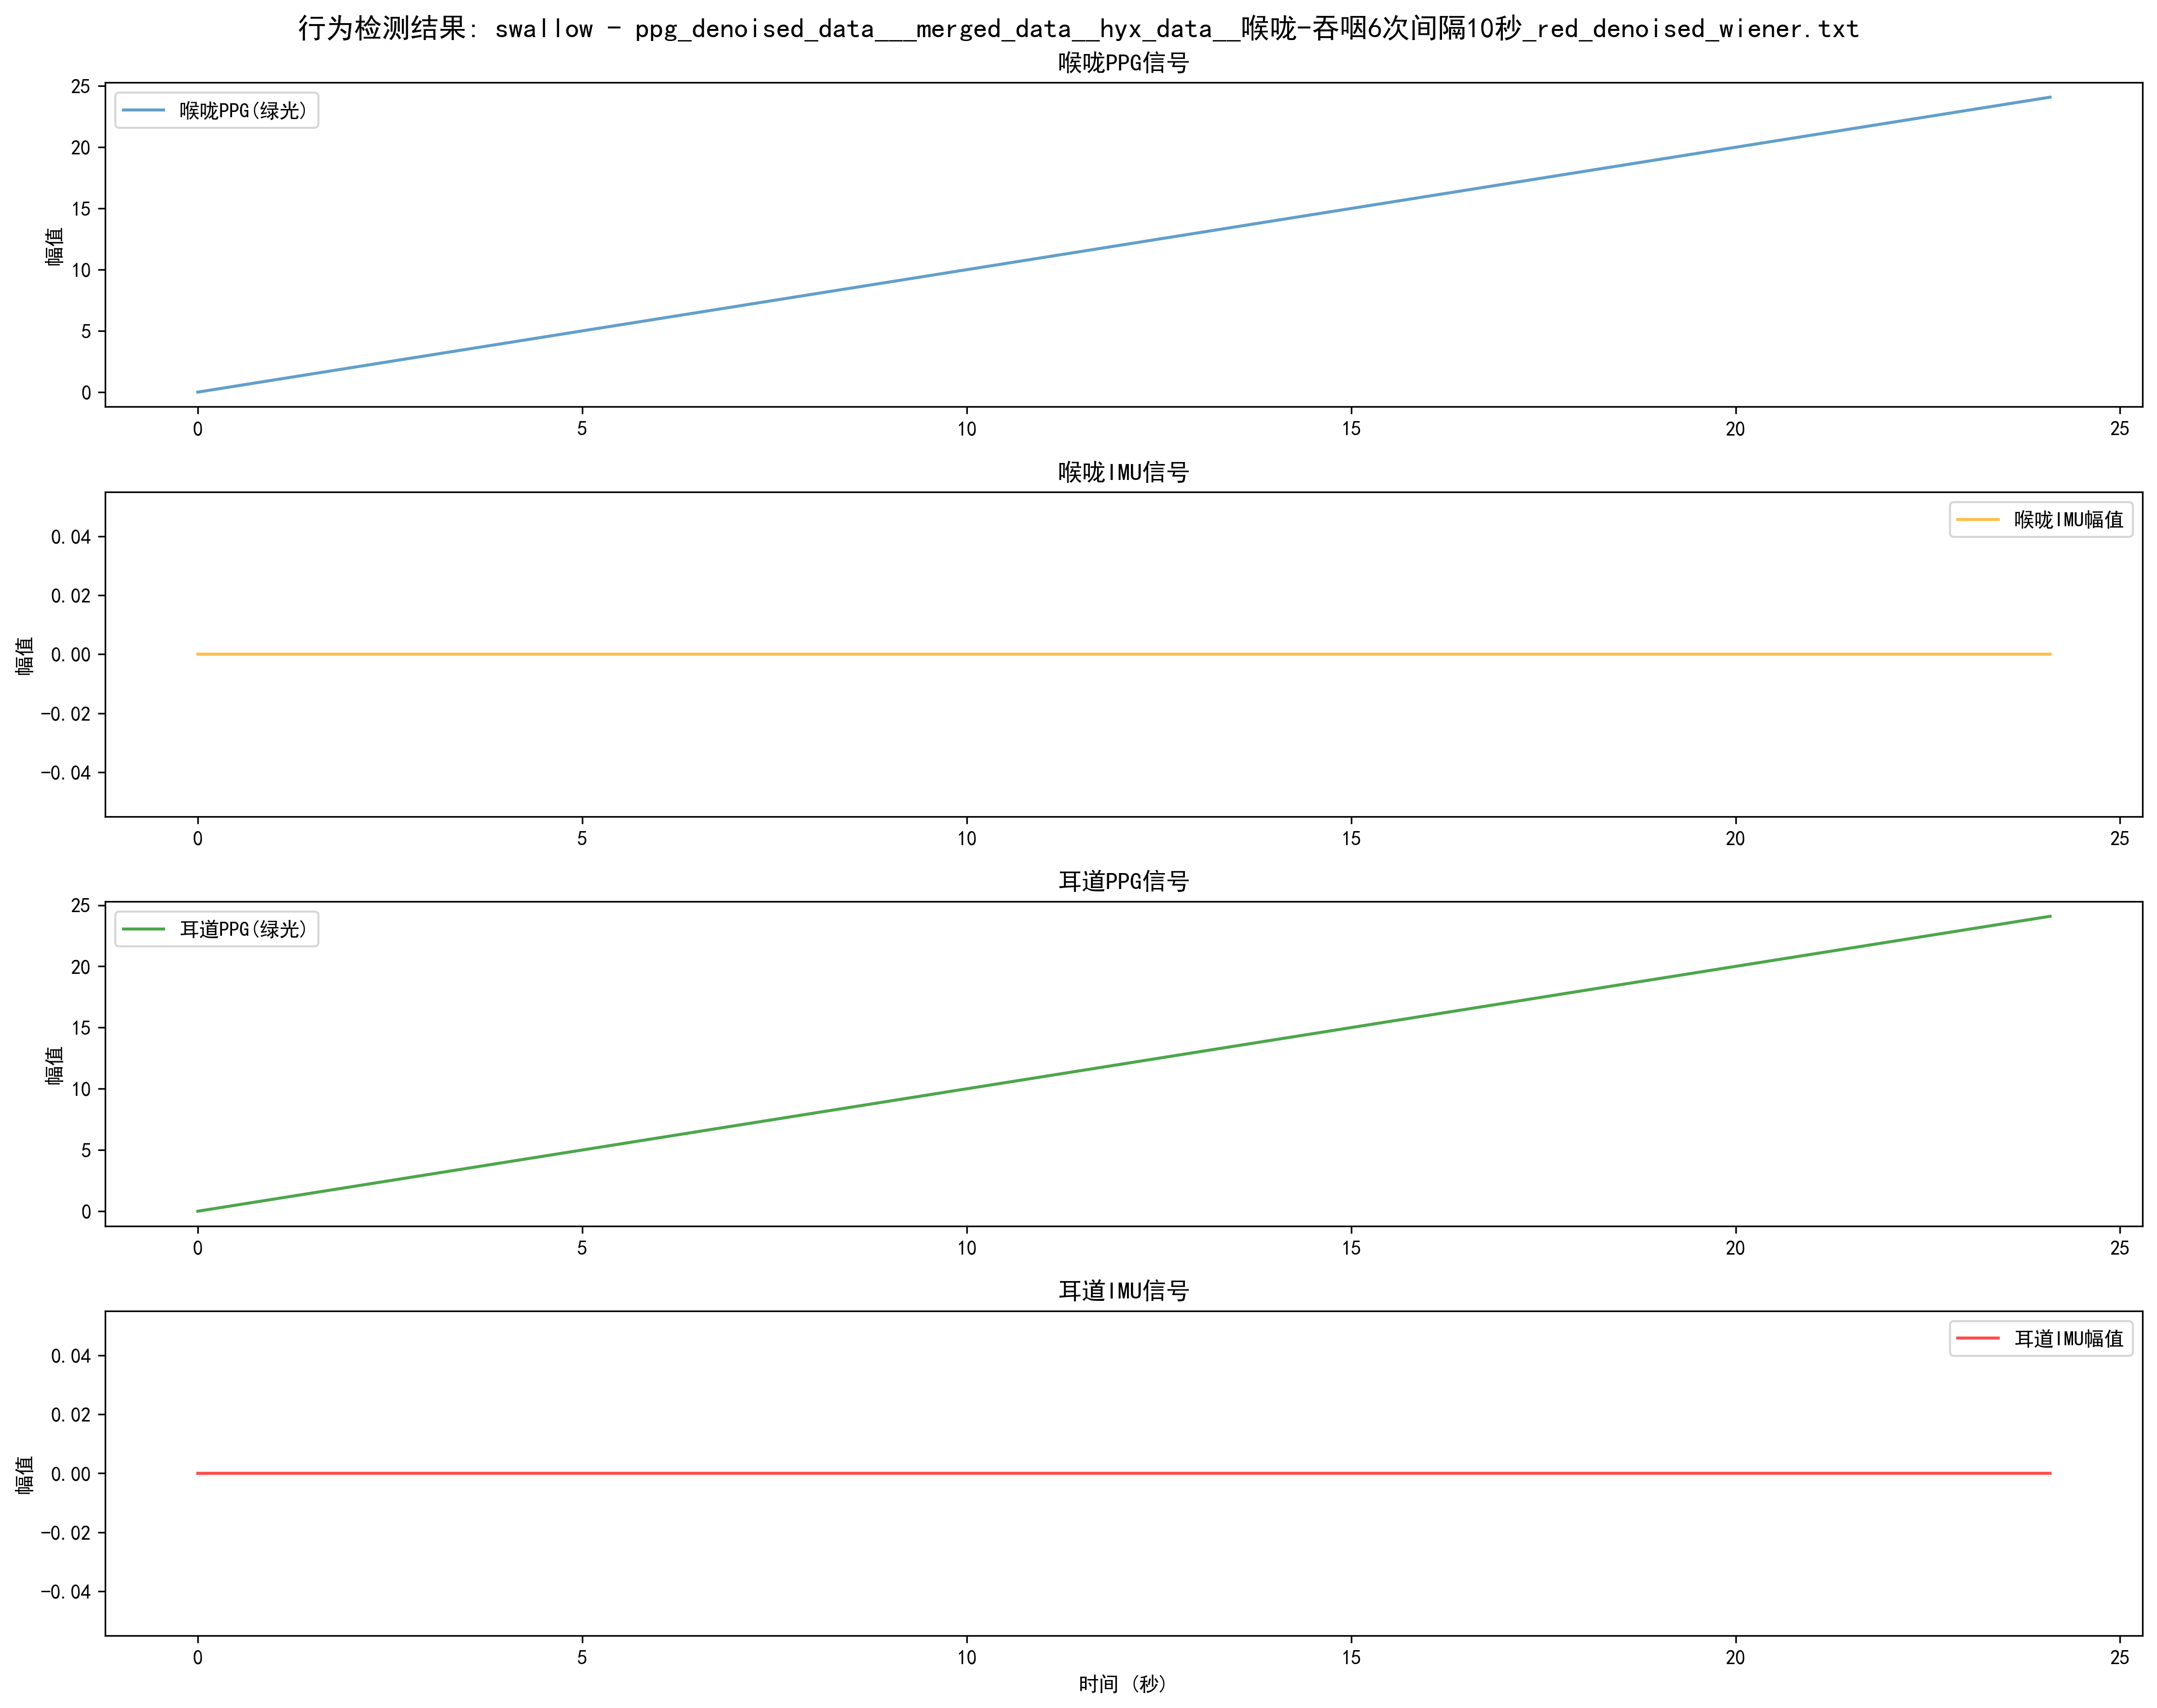 行为检测结果: swallow - ppg_denoised_data___merged_data__hyx_data__喉咙-吞咽6次间隔10秒_red_denoised_wiener.txt
喉咙PPG信号
喉咙PPG(绿光)
幅值
25
20
15
10
5
0
0 5 10 15 20 25
喉咙IMU信号
喉咙IMU幅值
幅值
0.04
0.02
0.00
-0.02
-0.04
0 5 10 15 20 25
耳道PPG信号
耳道PPG(绿光)
幅值
25
20
15
10
5
0
0 5 10 15 20 25
耳道IMU信号
耳道IMU幅值
幅值
0.04
0.02
0.00
-0.02
-0.04
0 5 10 15 20 25
时间 (秒)